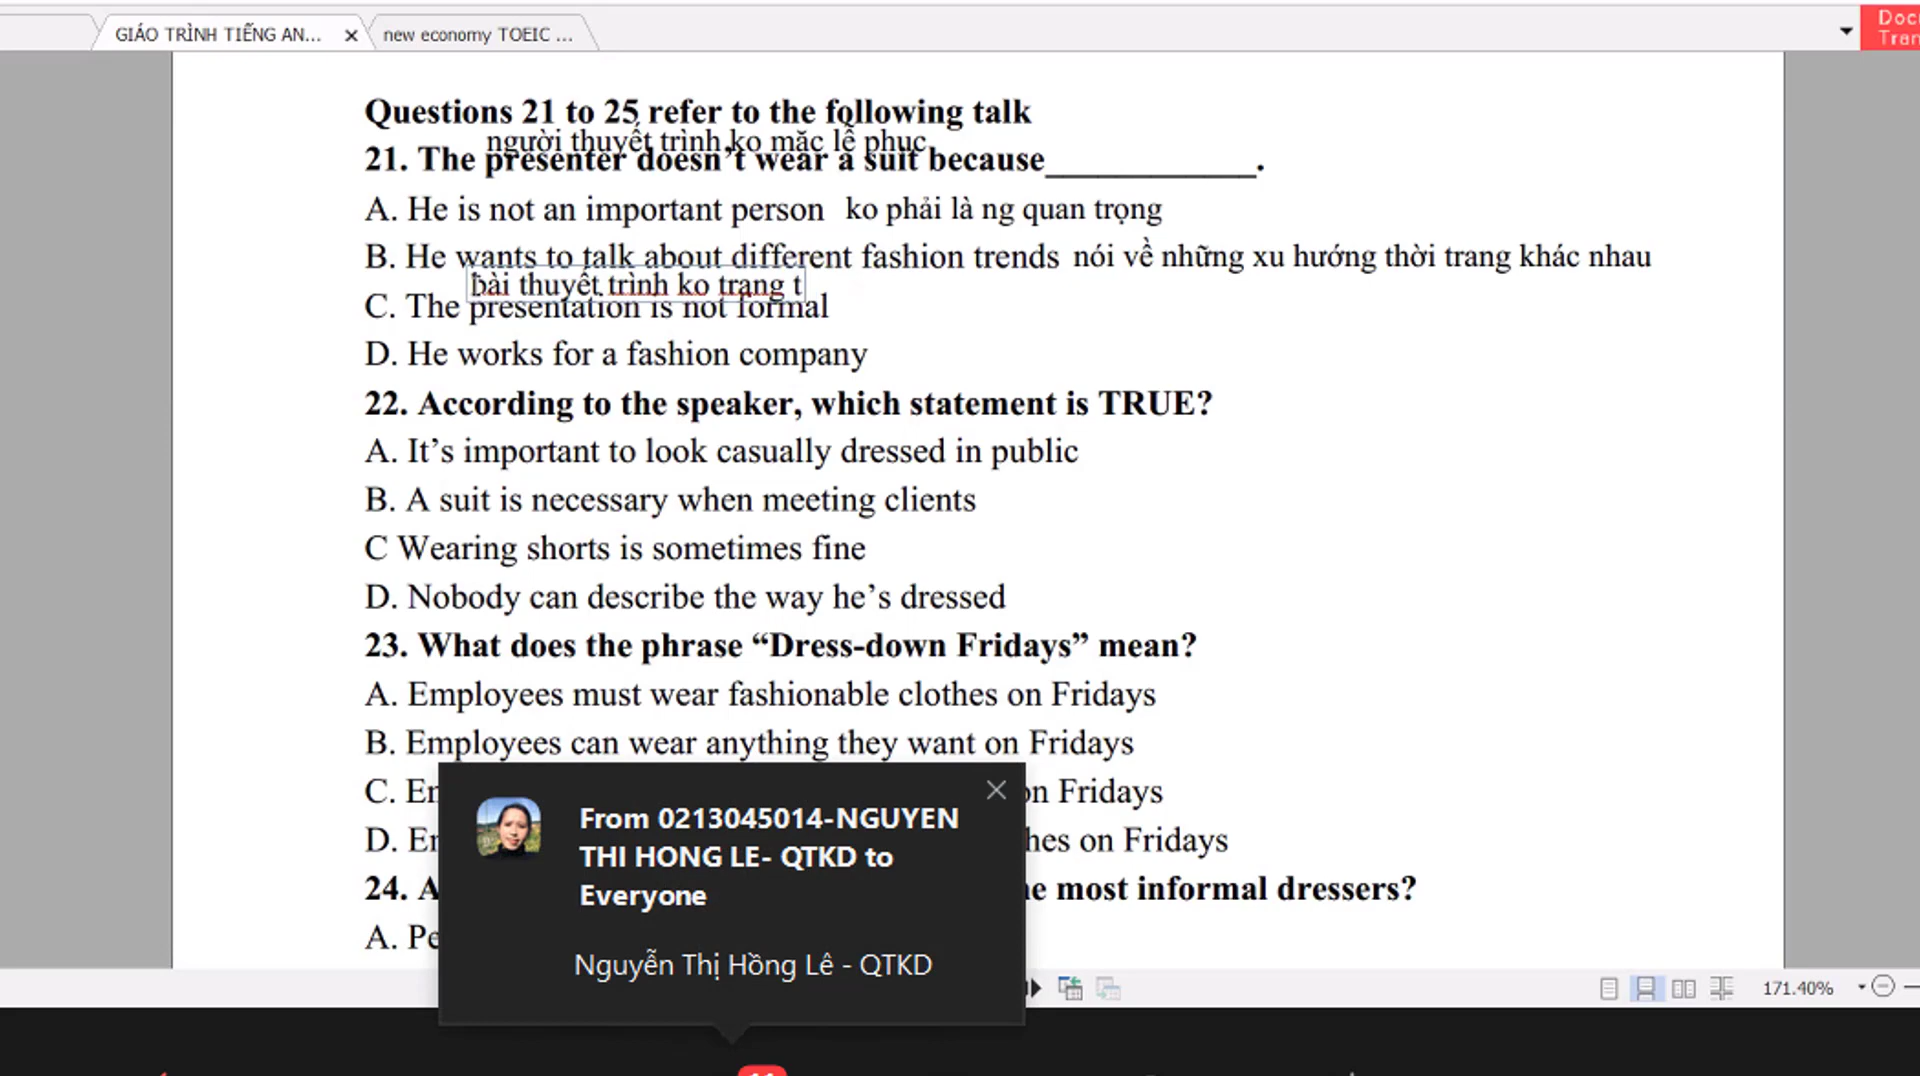 GIÁO TRÌNH TIẾNG AN...
new economy TOEIC ...
Questions 21 to 25 refer to the following talk
người thuyết trình ko mặc lễ phục
21. The presenter doesn't wear a suit because____________.
A. He is not an important person ko phải là ng quan trọng
B. He wants to talk about different fashion trends nói về những xu hướng thời trang khác nhau
bài thuyết trình ko trang t
C. The presentation is not formal
D. He works for a fashion company
22. According to the speaker, which statement is TRUE?
A. It's important to look casually dressed in public
B. A suit is necessary when meeting clients
C Wearing shorts is sometimes fine
D. Nobody can describe the way he's dressed
23. What does the phrase “Dress-down Fridays” mean?
A. Employees must wear fashionable clothes on Fridays
B. Employees can wear anything they want on Fridays
C. on Fridays
D. on Fridays
24. most informal dressers?
A.
From 0213045014-NGUYEN
THI HONG LE- QTKD to
Everyone
Nguyễn Thị Hồng Lê - QTKD
171.40%